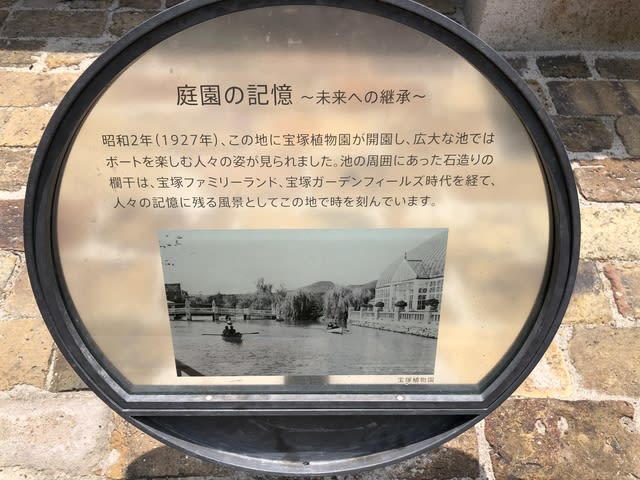 庭園の記憶 ～未来への継承～
昭和2年（1927年）、この地に宝塚植物園が開園し、広大な池では
ボートを楽しむ人々の姿が見られました。池の周囲にあった石造りの
欄干は、宝塚ファミリーランド、宝塚ガーデンフィールズ時代を経て、
人々の記憶に残る風景としてこの地で時を刻んでいます。
宝塚植物園